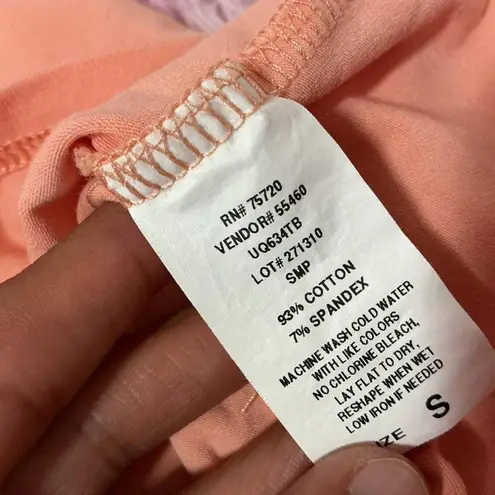 RN# 75720
VENDOR# 55460
UQ634TB
LOT# 271310
SMP
93% COTTON
7% SPANDEX
MACHINE WASH COLD WATER
WITH LIKE COLORS
NO CHLORINE BLEACH,
LAY FLAT TO DRY,
RESHAPE WHEN WET
LOW IRON IF NEEDED
ZE S